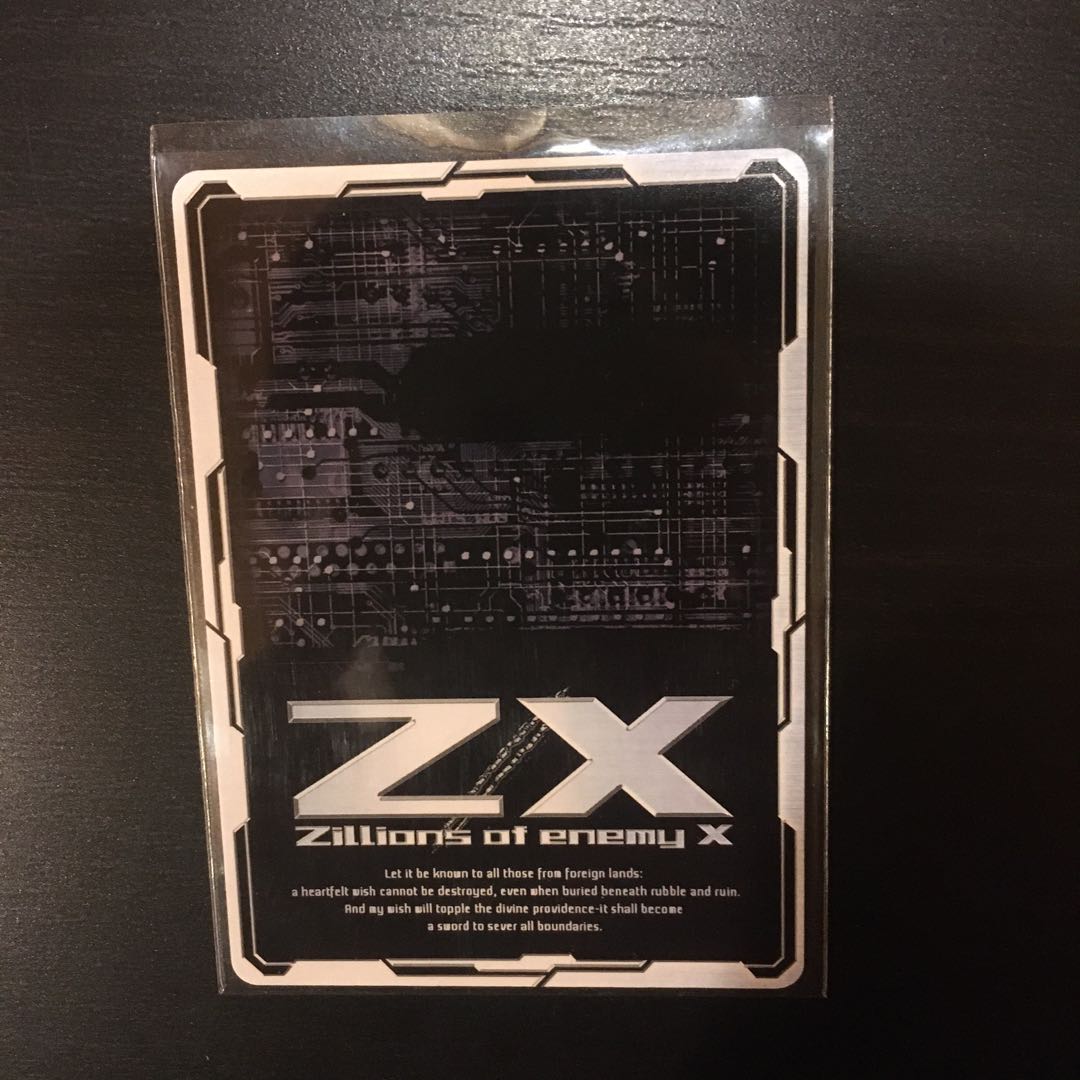 Z/X
Zillions of enemy X
Let it be known to all those from foreign lands:
a heartfelt wish cannot be destroyed, even when buried beneath rubble and ruin.
And my wish will topple the divine providence-it shall become
a sword to sever all boundaries.